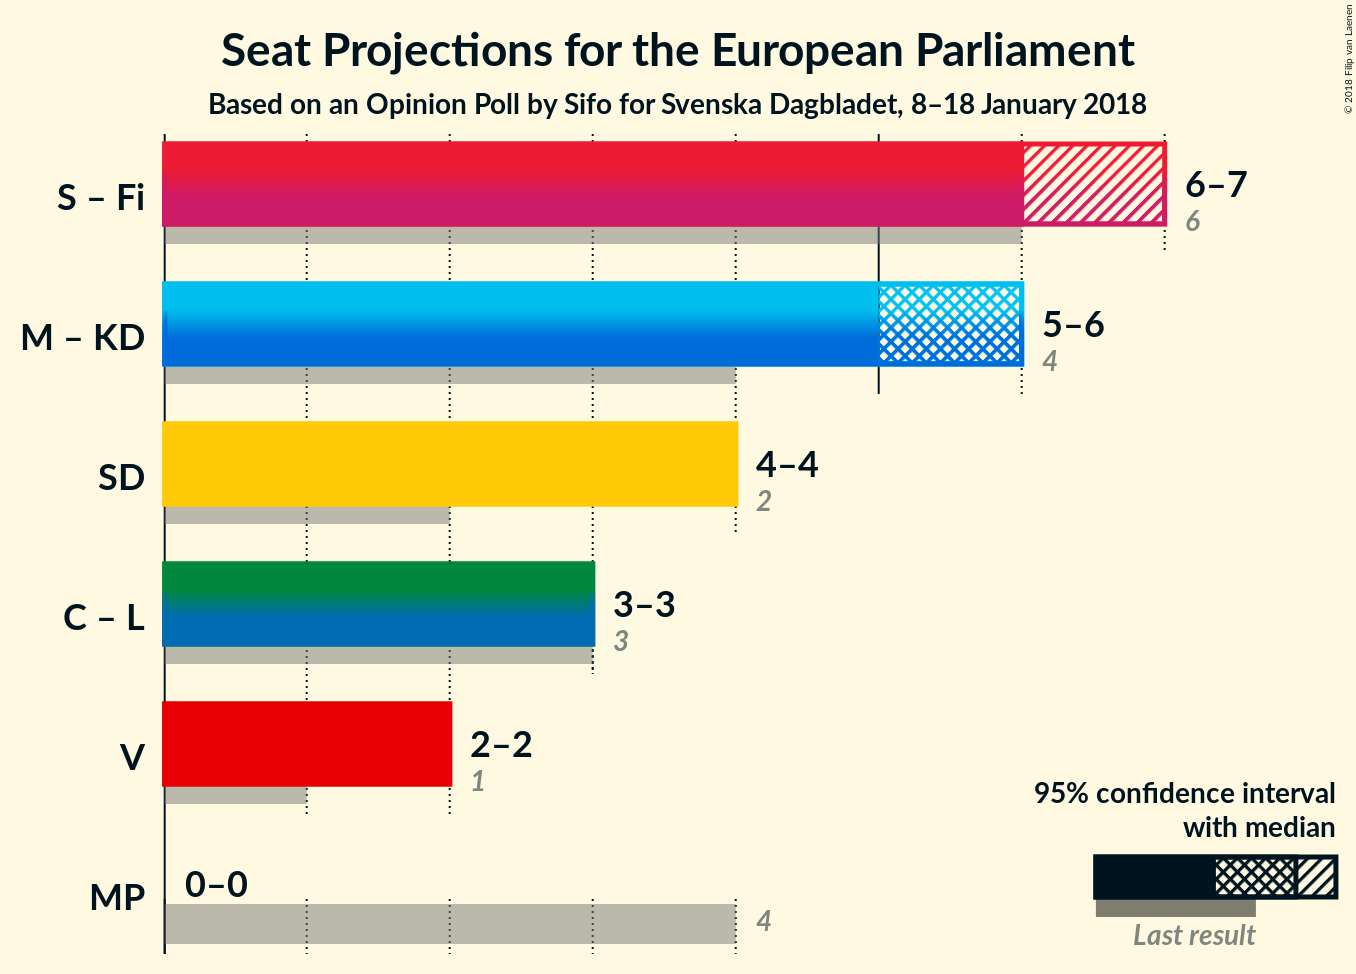 Seat Projections for the European Parliament
Based on an Opinion Poll by Sifo for Svenska Dagbladet, 8–18 January 2018
© 2018 Filip van Laenen
S – Fi
6–7
6
M – KD
5–6
4
SD
4–4
2
C – L
3–3
3
V
2–2
1
MP
0–0
4
95% confidence interval
with median
Last result